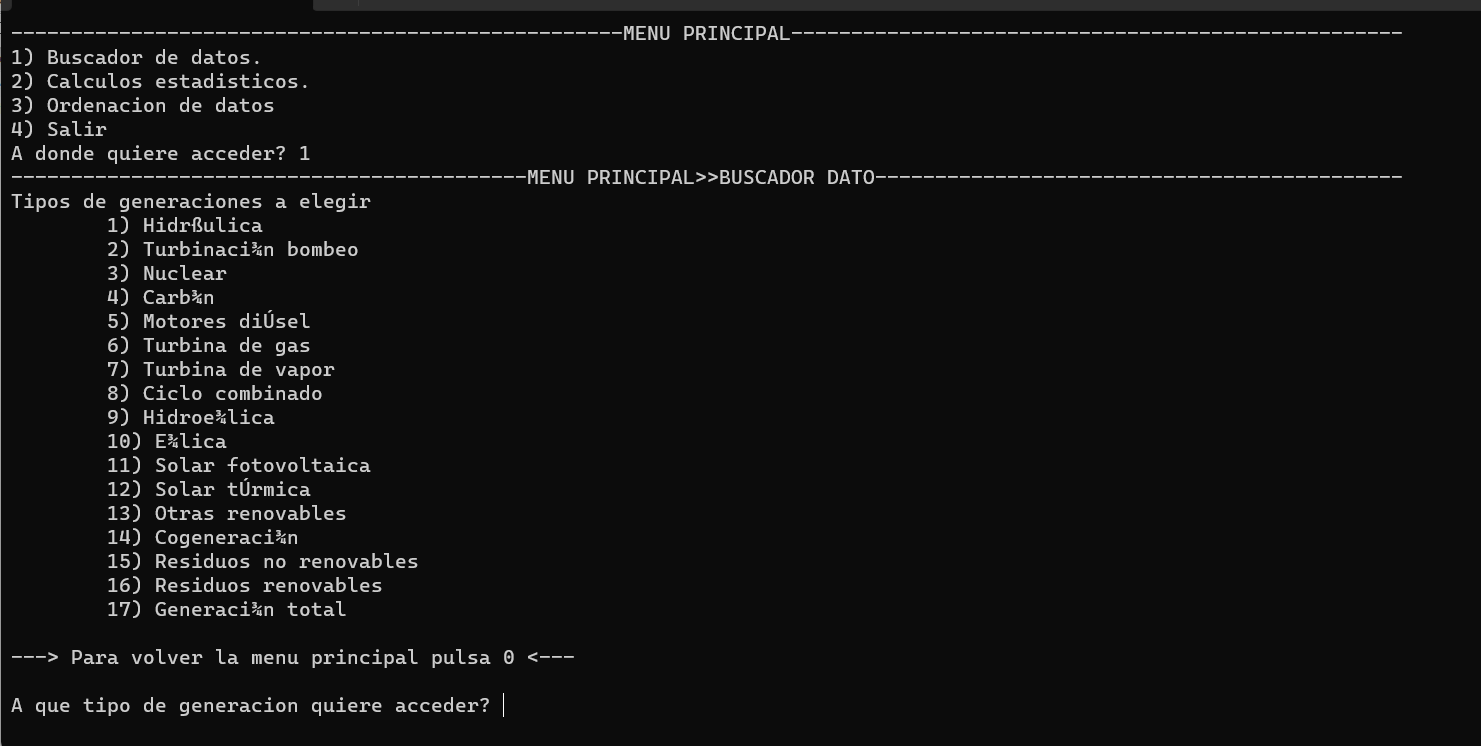 --------------------------------------------------MENU PRINCIPAL--------------------------------------------------
1) Buscador de datos.
2) Calculos estadisticos.
3) Ordenacion de datos
4) Salir
A donde quiere acceder? 1
-------------------------------------------MENU PRINCIPAL>>BUSCADOR DATO--------------------------------------------
Tipos de generaciones a elegir
1) Hidrßulica
2) Turbinaci¾n bombeo
3) Nuclear
4) Carb¾n
5) Motores diÚsel
6) Turbina de gas
7) Turbina de vapor
8) Ciclo combinado
9) Hidroe¾lica
10) E¾lica
11) Solar fotovoltaica
12) Solar tÚrmica
13) Otras renovables
14) Cogeneraci¾n
15) Residuos no renovables
16) Residuos renovables
17) Generaci¾n total
---> Para volver la menu principal pulsa 0 <---
A que tipo de generacion quiere acceder?